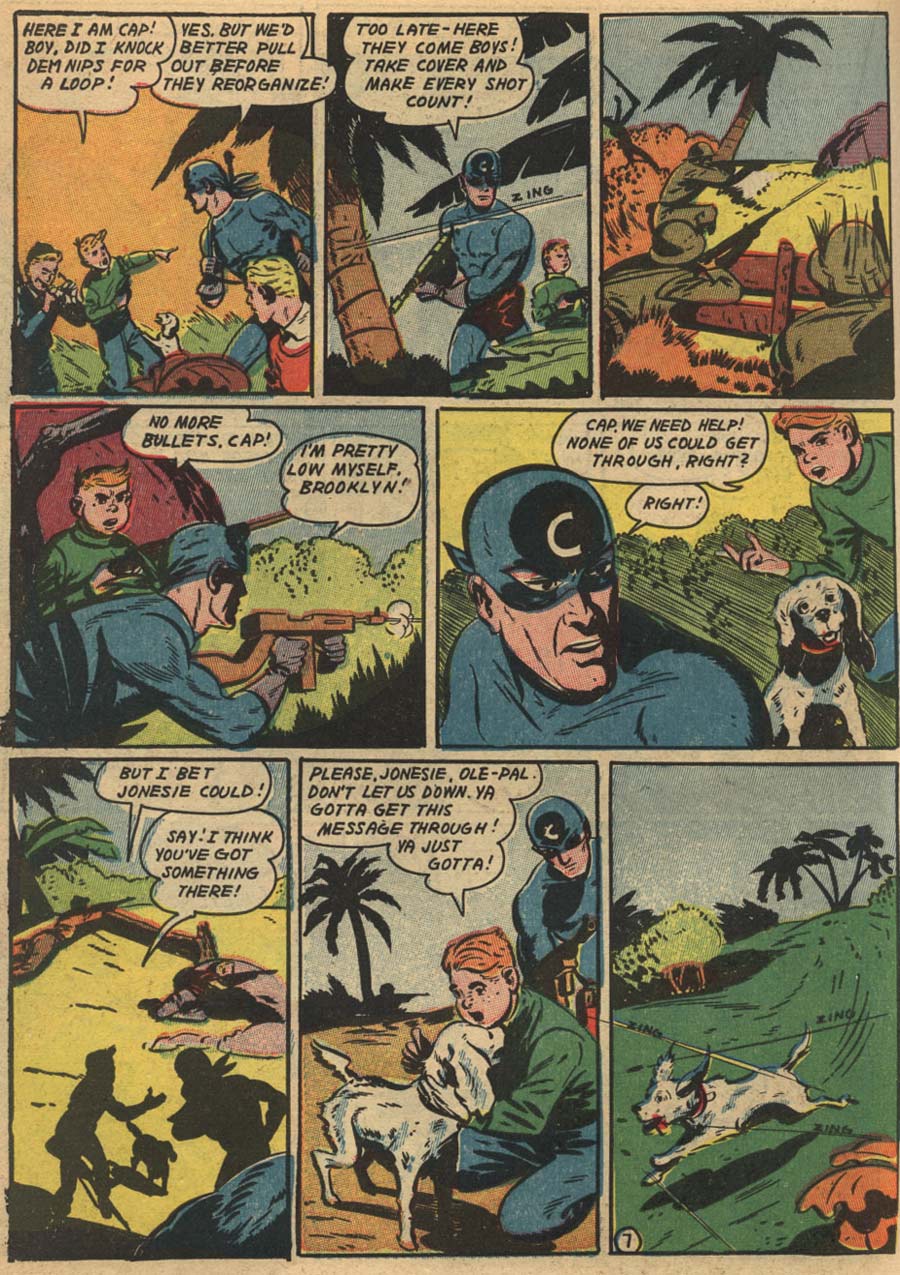 HERE I AM CAP!
BOY, DID I KNOCK
DEM NIPS FOR
A LOOP!
YES, BUT WE'D
BETTER PULL
OUT BEFORE
THEY REORGANIZE!
TOO LATE-HERE
THEY COME BOYS!
TAKE COVER AND
MAKE EVERY SHOT
COUNT!
C
ZING
NO MORE
BULLETS, CAP!
I'M PRETTY
LOW MYSELF,
BROOKLYN!
CAP, WE NEED HELP!
NONE OF US COULD GET
THROUGH, RIGHT?
RIGHT!
C
BUT I BET
JONESIE COULD!
SAY! I THINK
YOU'VE GOT
SOMETHING
THERE!
PLEASE, JONESIE, OLE-PAL.
DON'T LET US DOWN. YA
GOTTA GET THIS
MESSAGE THROUGH!
YA JUST
GOTTA!
C
ZING
ZING
ZING
7